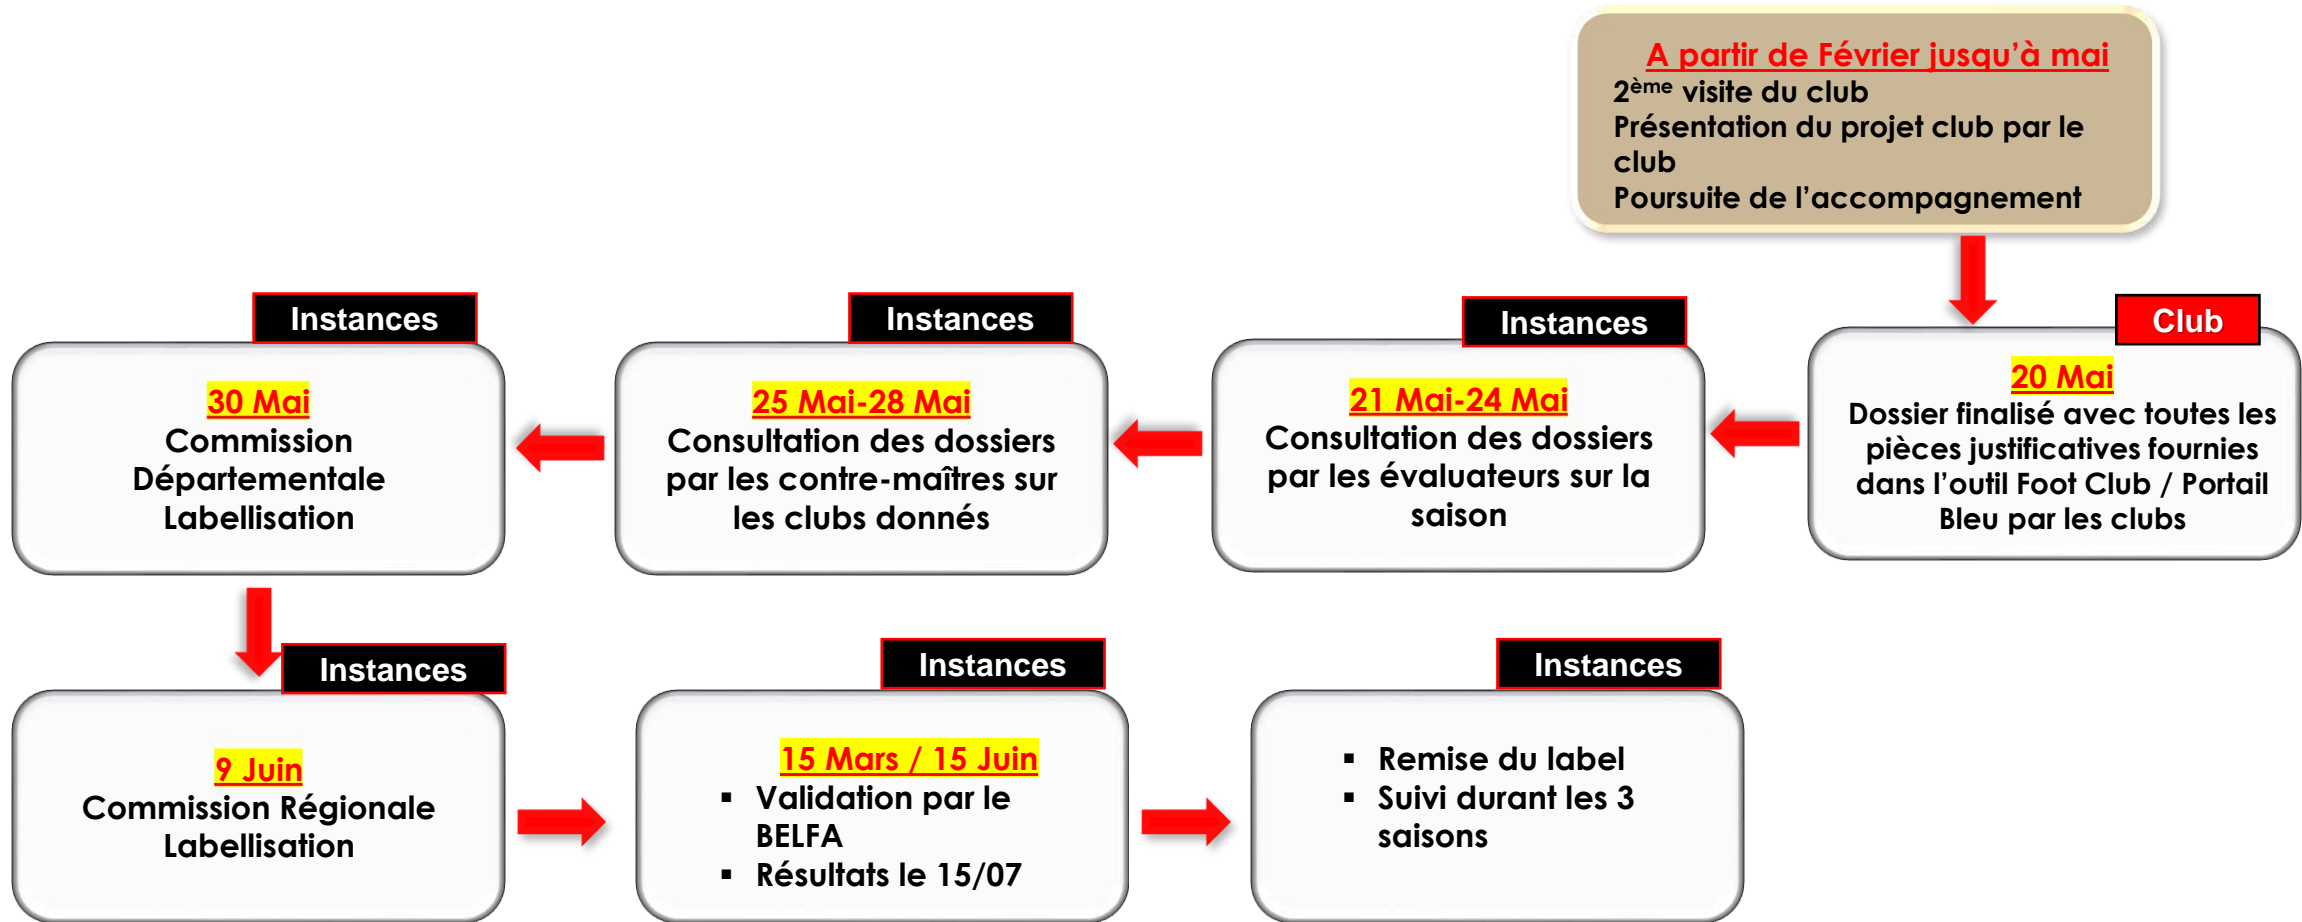 A partir de Février jusqu'à mai
2ème visite du club
Présentation du projet club par le
club
Poursuite de l'accompagnement
Club
20 Mai
Dossier finalisé avec toutes les
pièces justificatives fournies
dans l'outil Foot Club / Portail
Bleu par les clubs
Instances
21 Mai-24 Mai
Consultation des dossiers
par les évaluateurs sur la
saison
Instances
25 Mai-28 Mai
Consultation des dossiers
par les contre-maîtres sur
les clubs donnés
Instances
30 Mai
Commission
Départementale
Labellisation
Instances
9 Juin
Commission Régionale
Labellisation
Instances
15 Mars / 15 Juin
▪ Validation par le
BELFA
▪ Résultats le 15/07
Instances
▪ Remise du label
▪ Suivi durant les 3
saisons